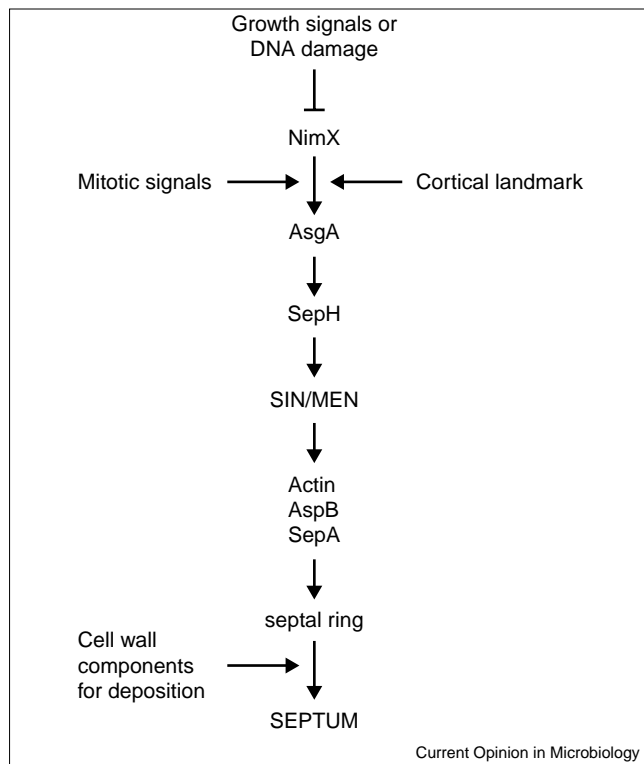 Growth signals or
DNA damage
NimX
Mitotic signals
Cortical landmark
AsgA
SepH
SIN/MEN
Actin
AspB
SepA
septal ring
Cell wall
components
for deposition
SEPTUM
Current Opinion in Microbiology